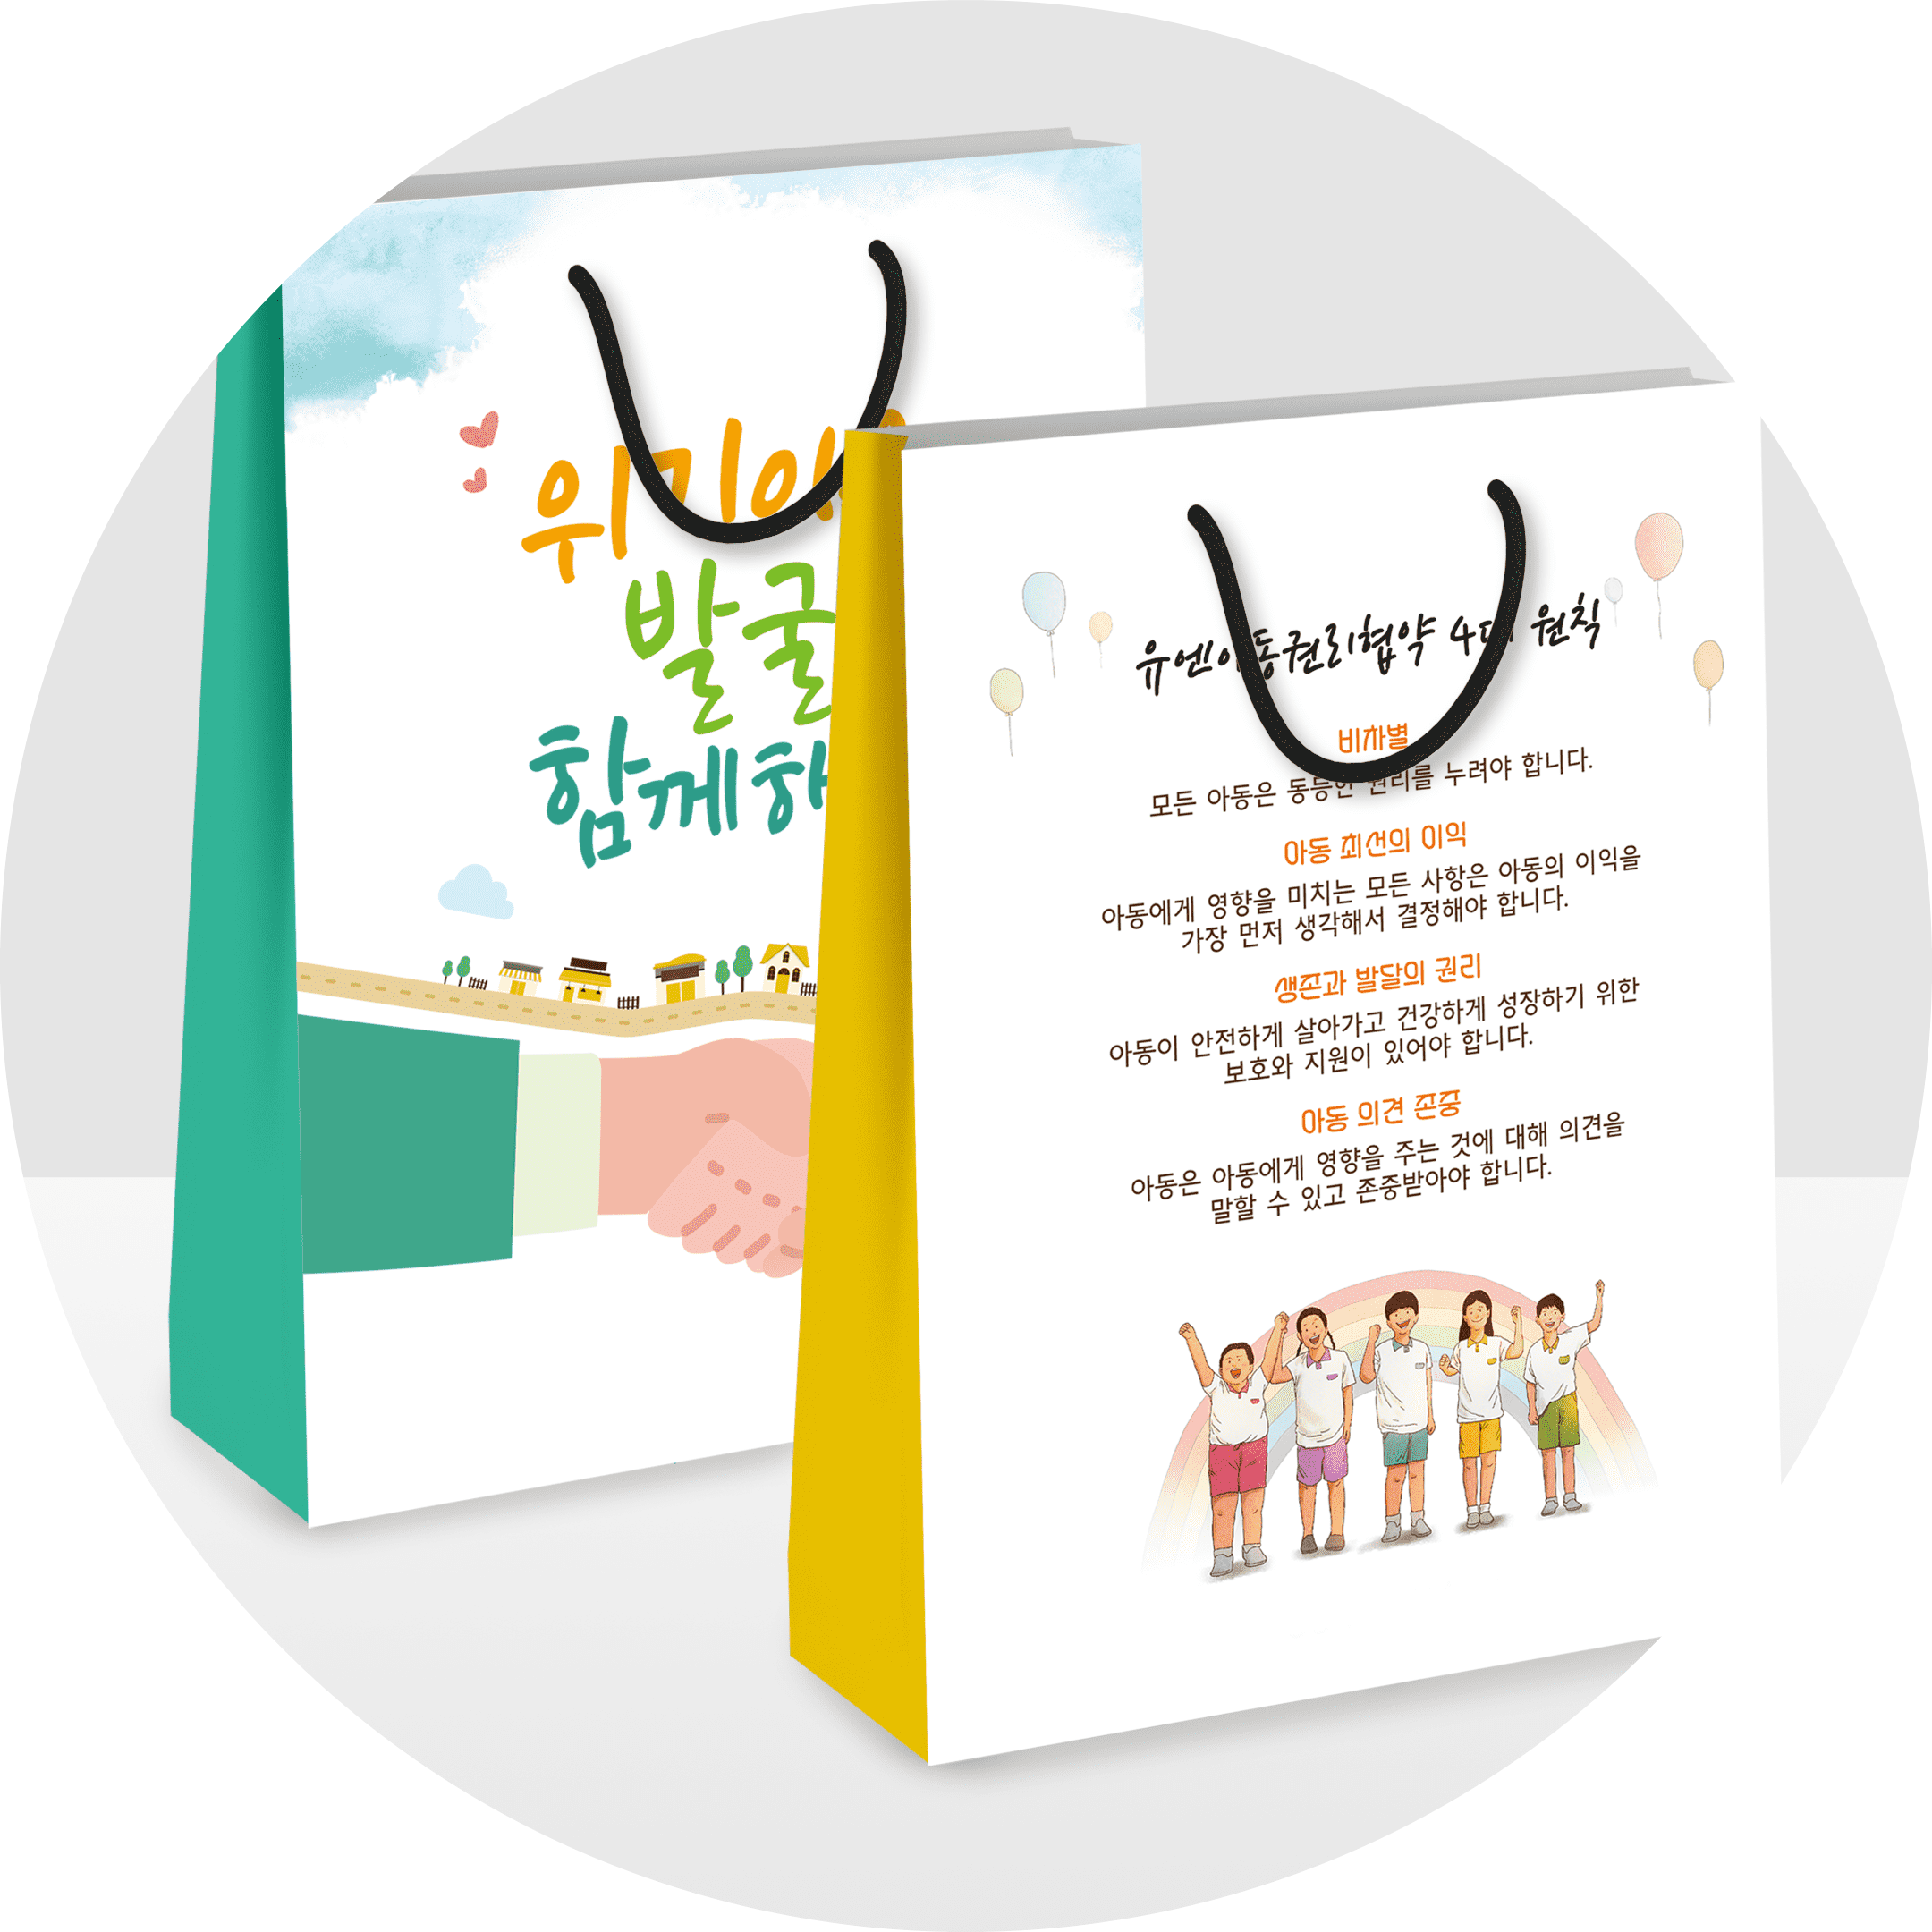 발굴
함께
유엔아동권리협약 4대 원칙
비차별
모든 아동은 동등한 권리를 누려야 합니다.
아동 최선의 이익
아동에게 영향을 미치는 모든 사항은 아동의 이익을
가장 먼저 생각해서 결정해야 합니다.
생존과 발달의 권리
아동이 안전하게 살아가고 건강하게 성장하기 위한
보호와 지원이 있어야 합니다.
아동 의견 존중
아동은 아동에게 영향을 주는 것에 대해 의견을
말할 수 있고 존중받아야 합니다.